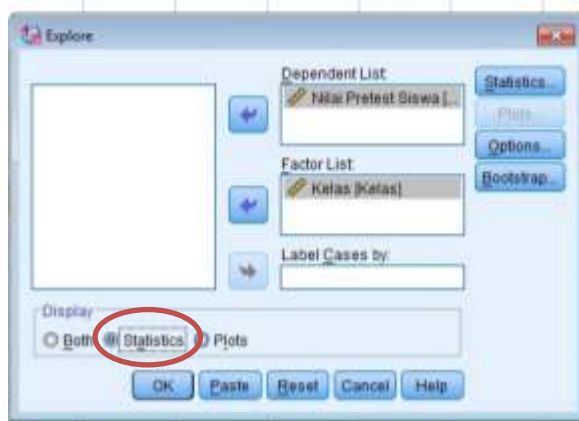 Explore
Dependent List:
Nilai Pretest Siswa [...
Factor List:
Kelas [Kelas]
Label Cases by:
Statistics...
Plots...
Options...
Bootstrap...
Display
Both Statistics Plots
OK Paste Reset Cancel Help